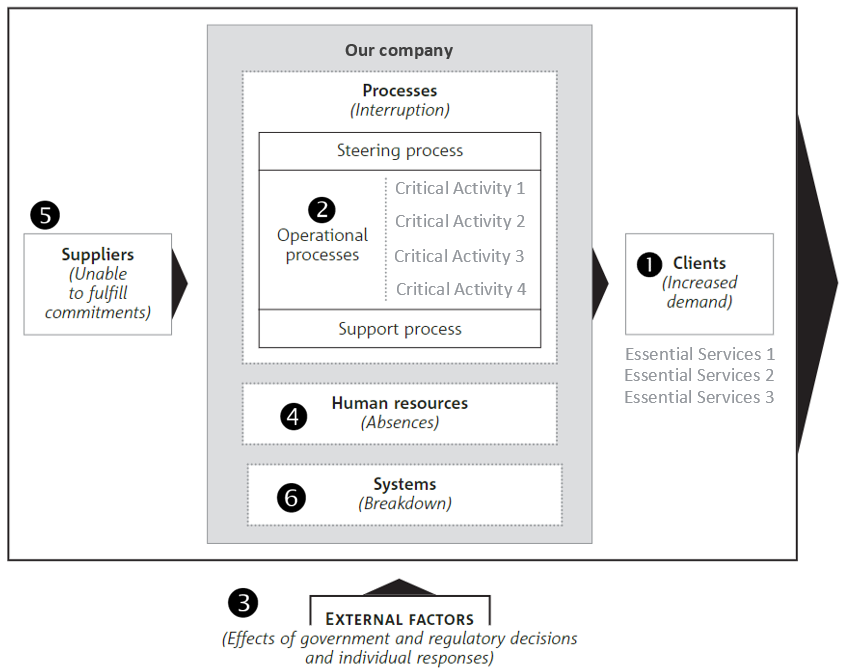 Our company
Processes
(Interruption)
Steering process
2
Operational
processes
Critical Activity 1
Critical Activity 2
Critical Activity 3
Critical Activity 4
Support process
4
Human resources
(Absences)
6
Systems
(Breakdown)
5
Suppliers
(Unable
to fulfill
commitments)
1 Clients
(Increased
demand)
Essential Services 1
Essential Services 2
Essential Services 3
3
EXTERNAL FACTORS
(Effects of government and regulatory decisions
and individual responses)